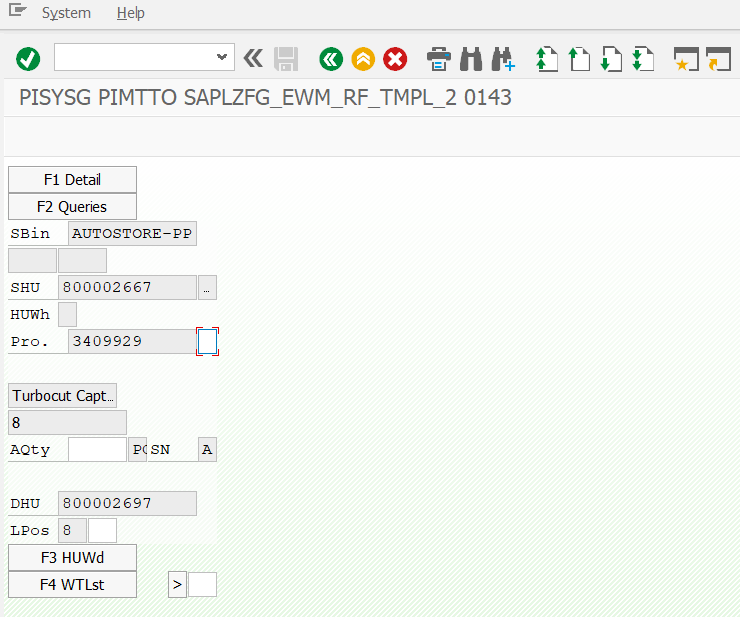 System Help
PISYSG PIMTTO SAPLZFG_EWM_RF_TMPL_2 0143
F1 Detail
F2 Queries
SBin AUTOSTORE-PP
SHU 800002667 …
HUWh
Pro. 3409929
Turbocut Capt…
8
AQty PC SN A
DHU 800002697
LPos 8
F3 HUWd
F4 WTLst >